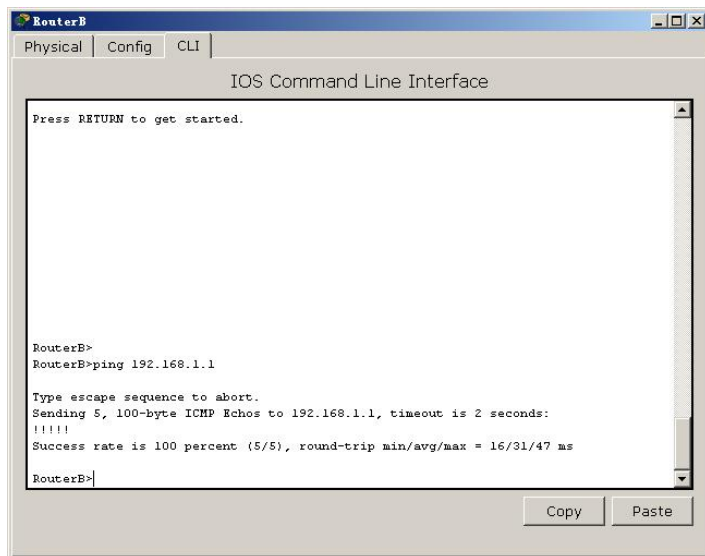 RouterB
Physical Config CLI
IOS Command Line Interface
Press RETURN to get started.
RouterB>
RouterB>ping 192.168.1.1
Type escape sequence to abort.
Sending 5, 100-byte ICMP Echos to 192.168.1.1, timeout is 2 seconds:
!!!!!
Success rate is 100 percent (5/5), round-trip min/avg/max = 16/31/47 ms
RouterB>
Copy Paste